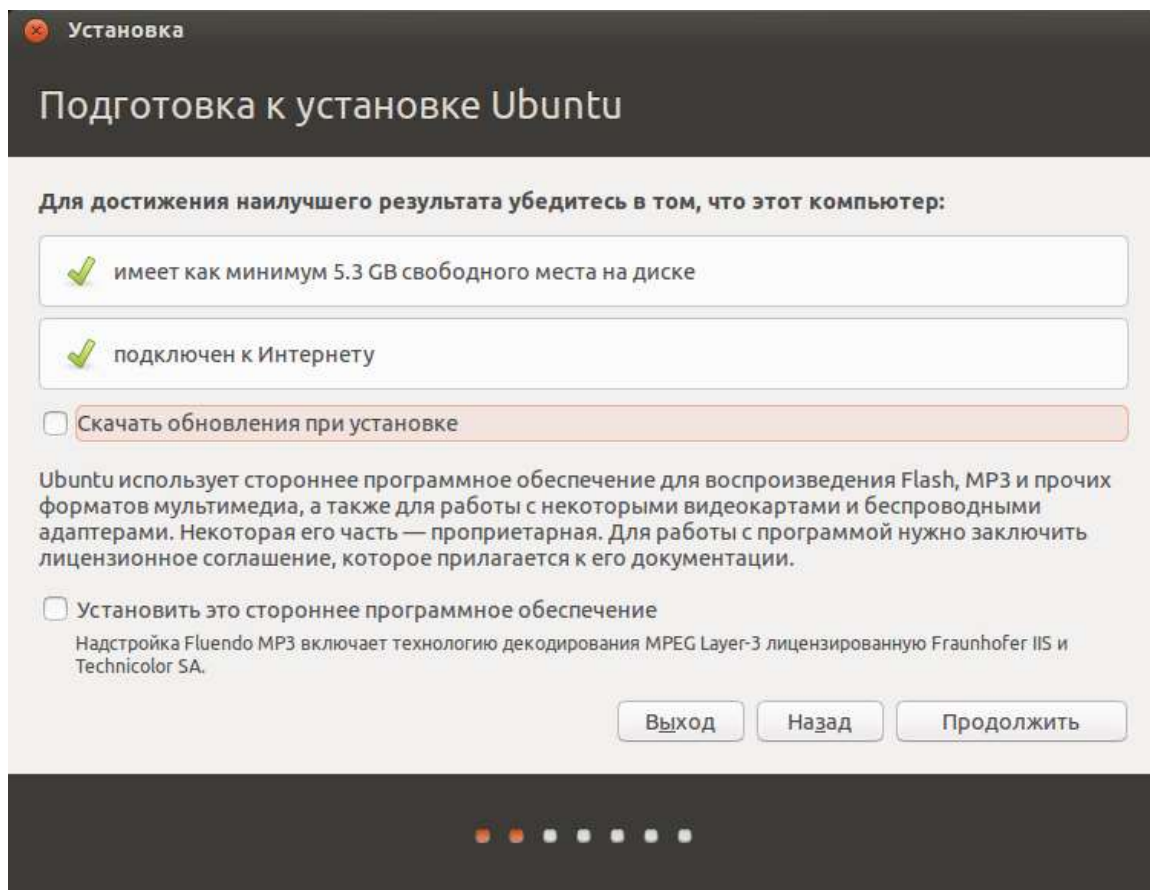 Установка
Подготовка к установке Ubuntu
Для достижения наилучшего результата убедитесь в том, что этот компьютер:
имеет как минимум 5.3 GB свободного места на диске
подключен к Интернету
Скачать обновления при установке
Ubuntu использует стороннее программное обеспечение для воспроизведения Flash, MP3 и прочих
форматов мультимедиа, а также для работы с некоторыми видеокартами и беспроводными
адаптерами. Некоторая его часть — проприетарная. Для работы с программой нужно заключить
лицензионное соглашение, которое прилагается к его документации.
Установить это стороннее программное обеспечение
Надстройка Fluendo MP3 включает технологию декодирования MPEG Layer-3 лицензированную Fraunhofer IIS и
Technicolor SA.
Выход Назад Продолжить